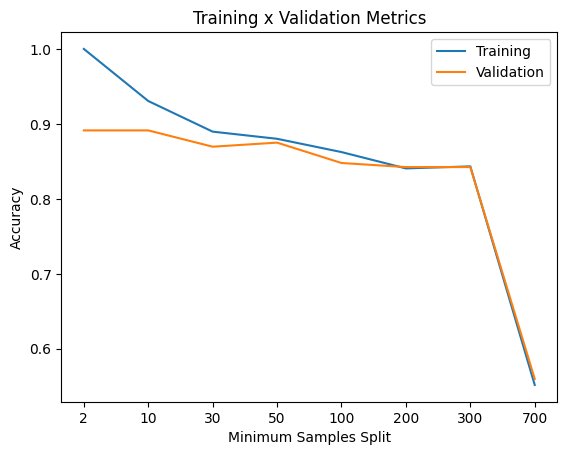 Training x Validation Metrics
Training
Validation
Accuracy
1.0
0.9
0.8
0.7
0.6
2 10 30 50 100 200 300 700
Minimum Samples Split